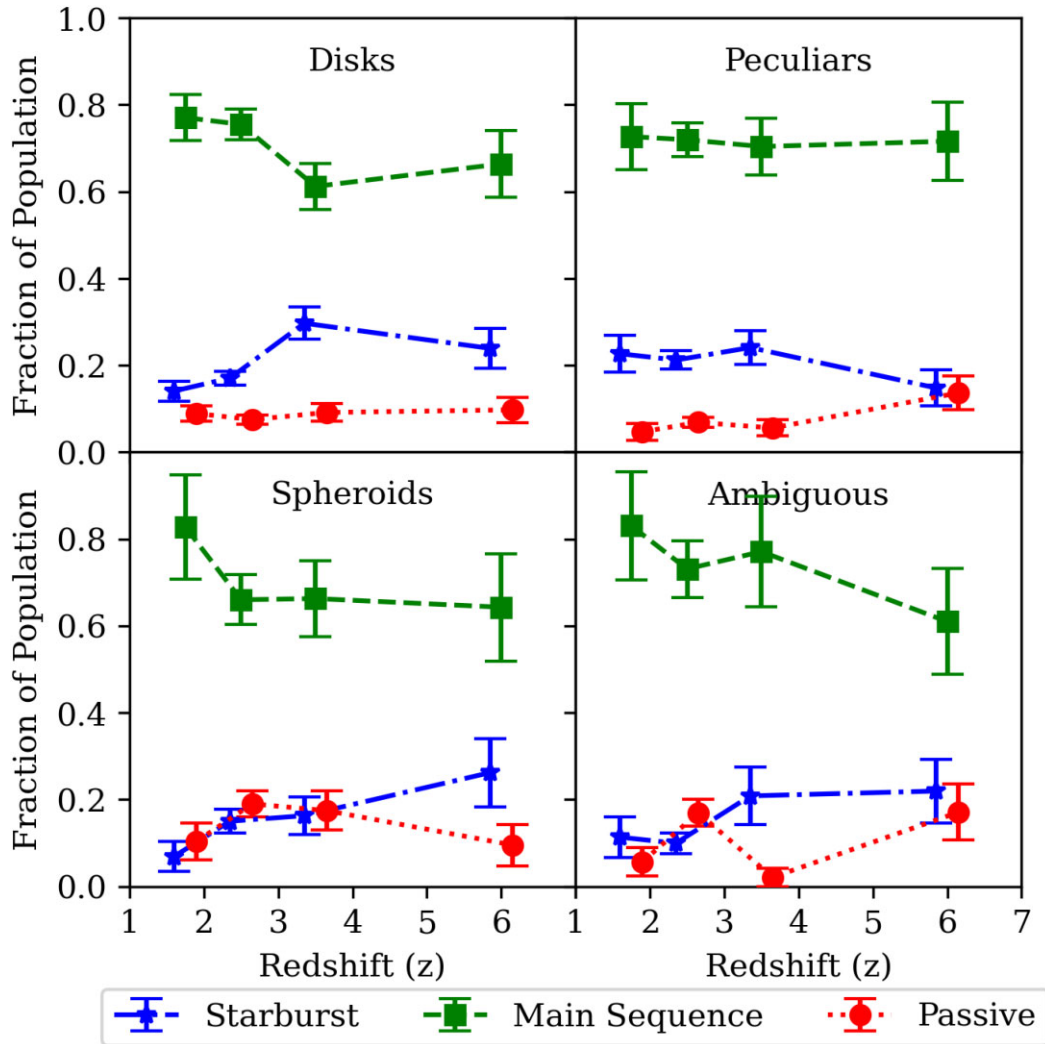 Disks
Peculiars
Fraction of Population
1.0
0.8
0.6
0.4
0.2
0.0
Spheroids
Ambiguous
Fraction of Population
0.8
0.6
0.4
0.2
0.0
1 2 3 4 5 6 1 2 3 4 5 6 7
Redshift (z) Redshift (z)
Starburst Main Sequence Passive